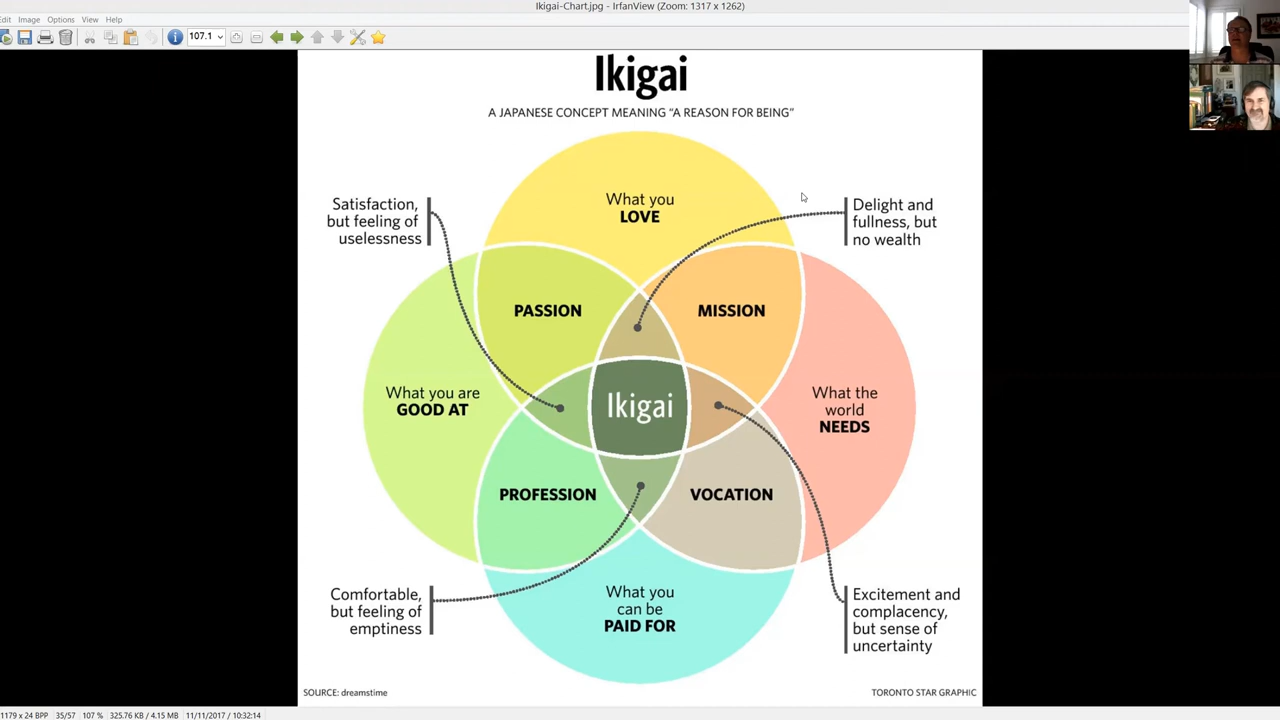 Ikigai-Chart.jpg - IrfanView (Zoom: 1317 x 1262)
Edit Image Options View Help
107.1
Ikigai
A JAPANESE CONCEPT MEANING "A REASON FOR BEING"
What you
LOVE
Satisfaction,
but feeling of
uselessness
Delight and
fullness, but
no wealth
PASSION
MISSION
What you are
GOOD AT
Ikigai
What the
world
NEEDS
PROFESSION
VOCATION
What you
can be
PAID FOR
Comfortable,
but feeling of
emptiness
Excitement and
complacency,
but sense of
uncertainty
SOURCE: dreamstime
TORONTO STAR GRAPHIC
1179 x 24 BPP 35/57 107 % 325.76 KB / 4.15 MB 11/11/2017 / 10:32:14